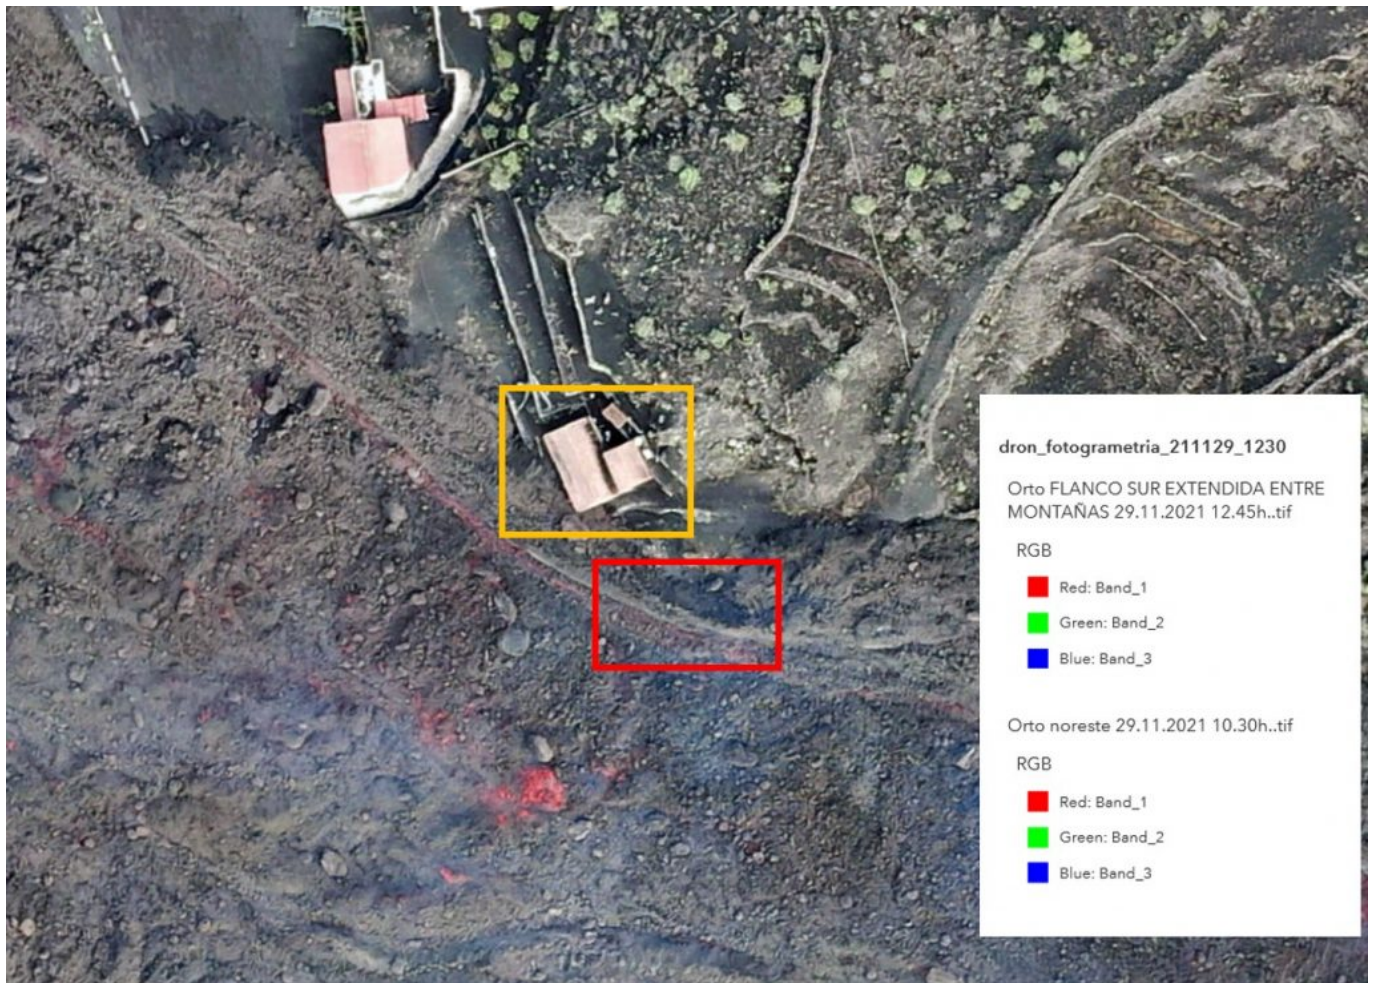 dron_fotogrametria_211129_1230
Orto FLANCO SUR EXTENDIDA ENTRE
MONTAÑAS 29.11.2021 12.45h..tif
RGB
Red: Band_1
Green: Band_2
Blue: Band_3
Orto noreste 29.11.2021 10.30h..tif
RGB
Red: Band_1
Green: Band_2
Blue: Band_3